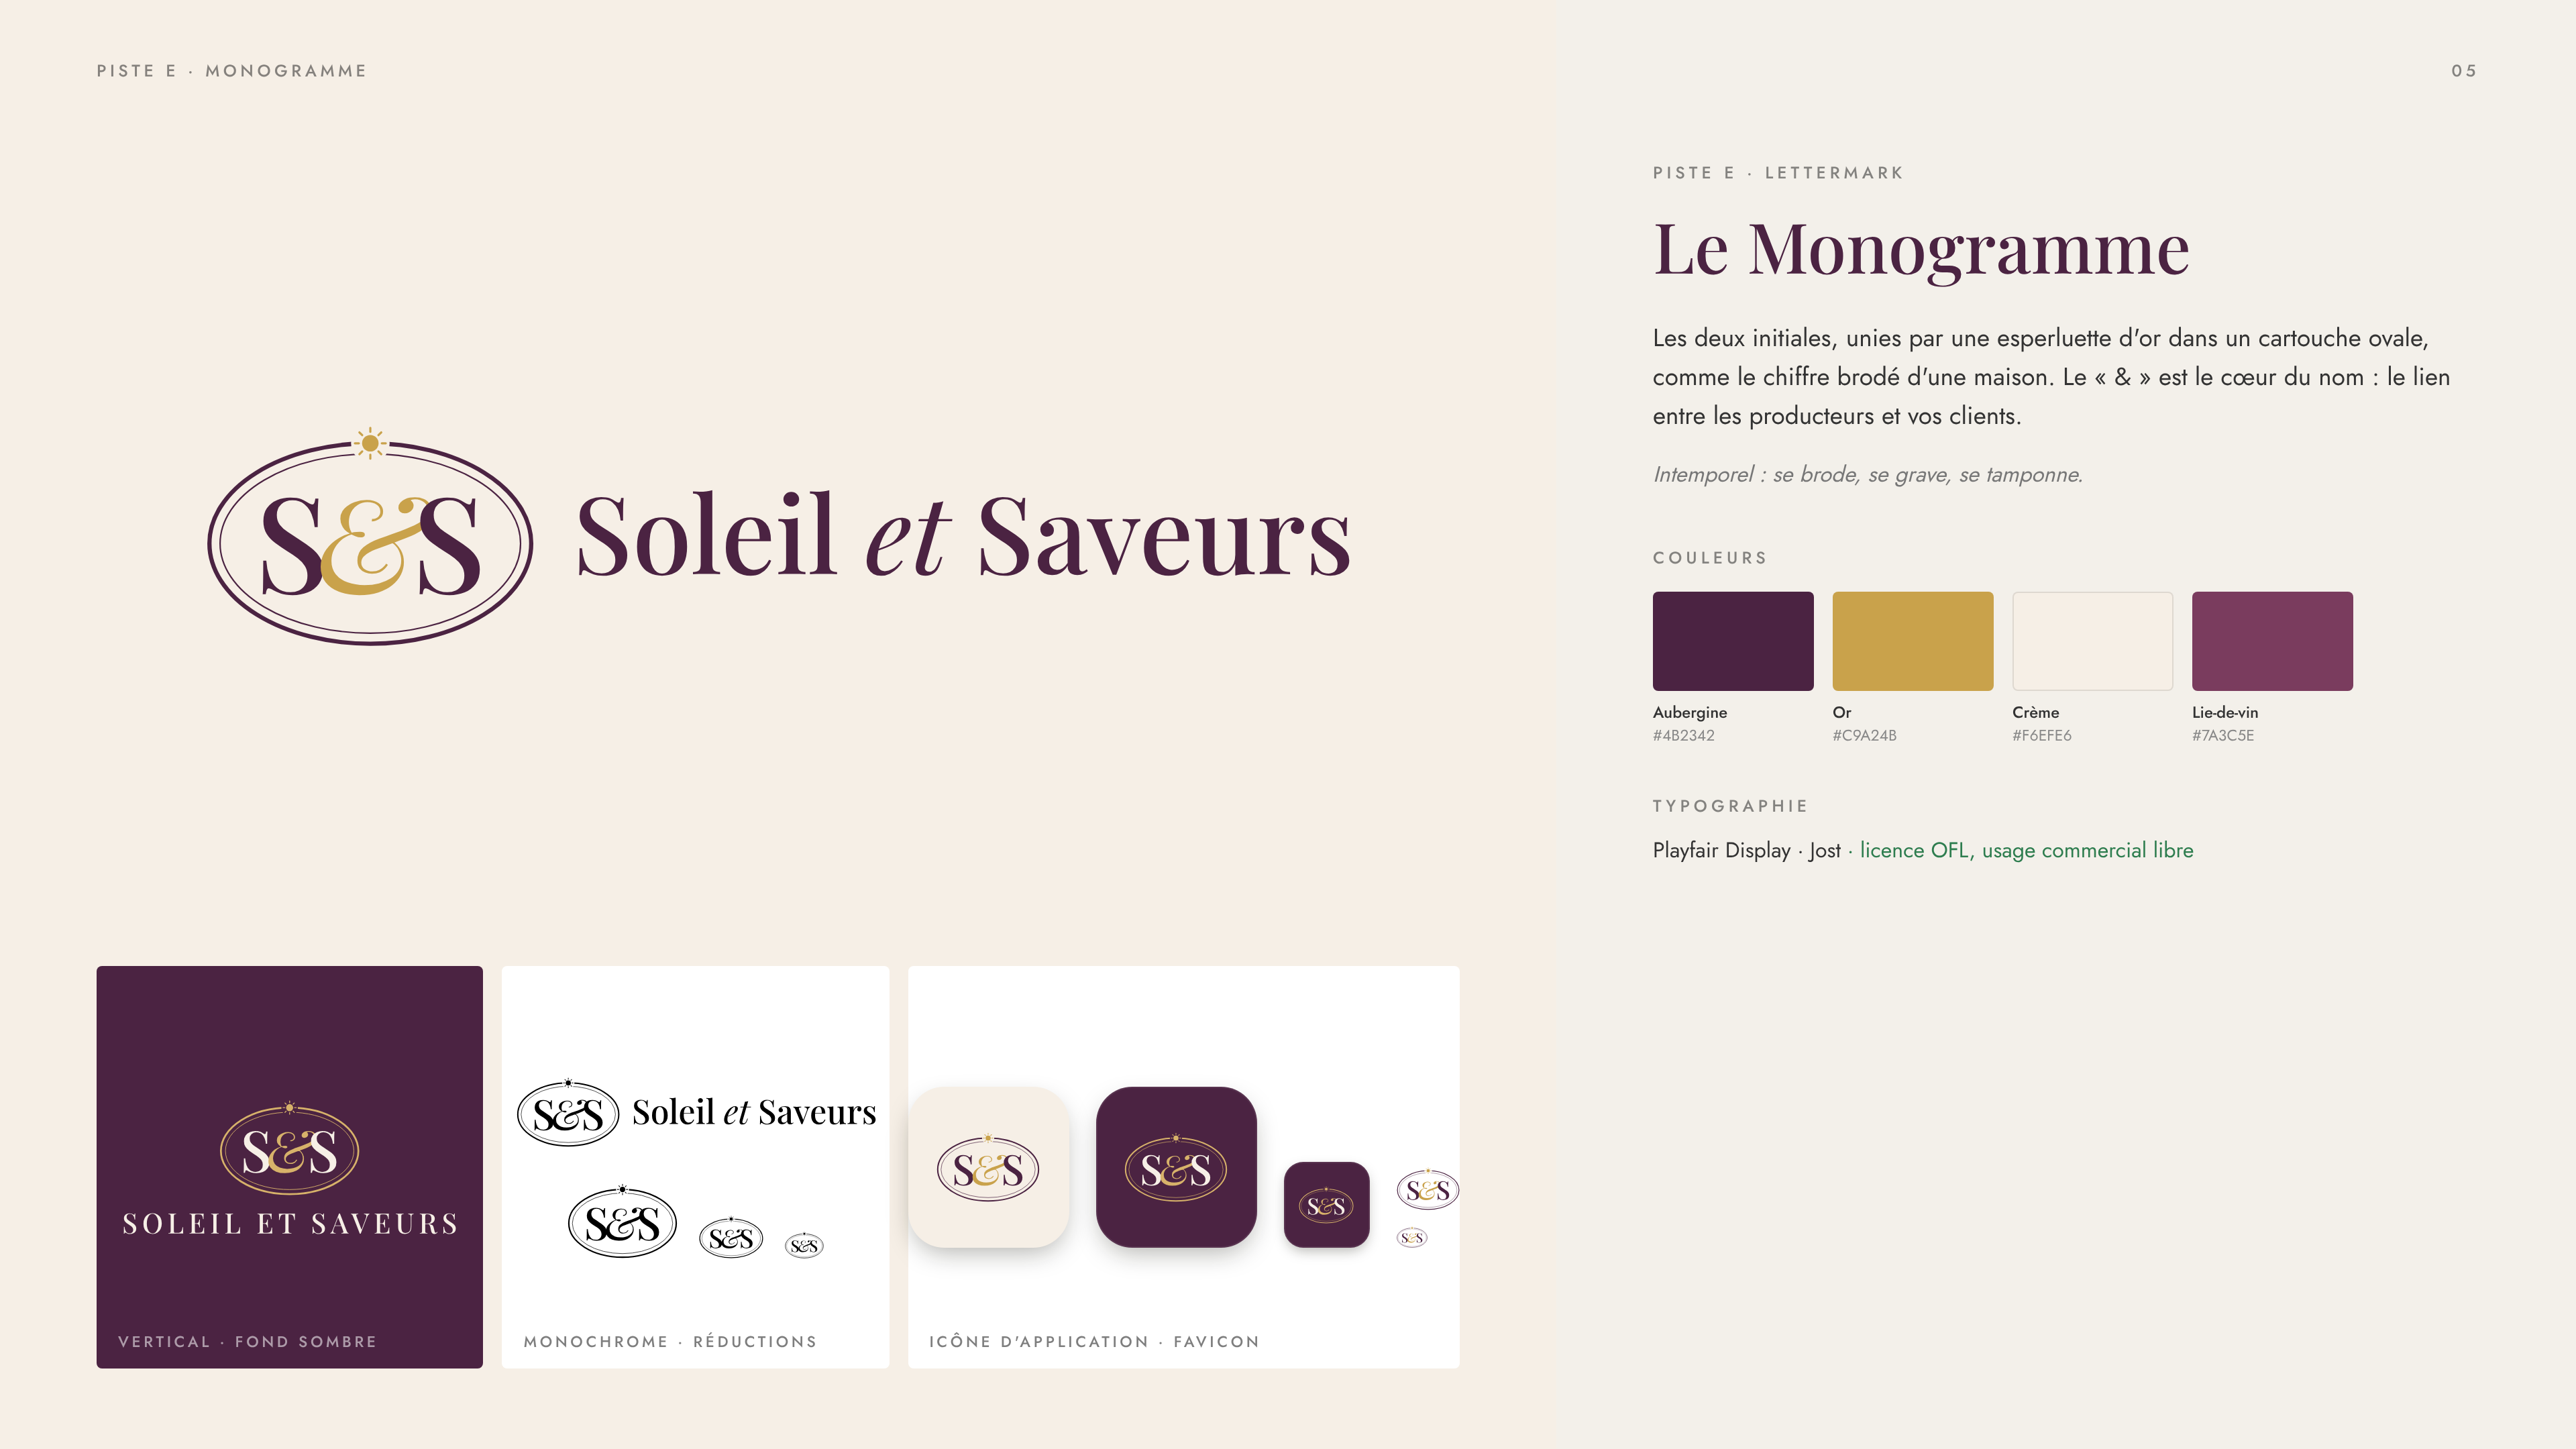 PISTE E · MONOGRAMME
05
S&S
Soleil et Saveurs
S&S
SOLEIL ET SAVEURS
VERTICAL · FOND SOMBRE
S&S
Soleil et Saveurs
S&S
S&S
S&S
MONOCHROME · RÉDUCTIONS
S&S
S&S
S&S
S&S
S&S
ICÔNE D'APPLICATION · FAVICON
PISTE E · LETTERMARK
Le Monogramme
Les deux initiales, unies par une esperluette d'or dans un cartouche ovale,
comme le chiffre brodé d'une maison. Le « & » est le cœur du nom : le lien
entre les producteurs et vos clients.
Intemporel : se brode, se grave, se tamponne.
COULEURS
Aubergine
#4B2342
Or
#C9A24B
Crème
#F6EFE6
Lie-de-vin
#7A3C5E
TYPOGRAPHIE
Playfair Display · Jost · licence OFL, usage commercial libre